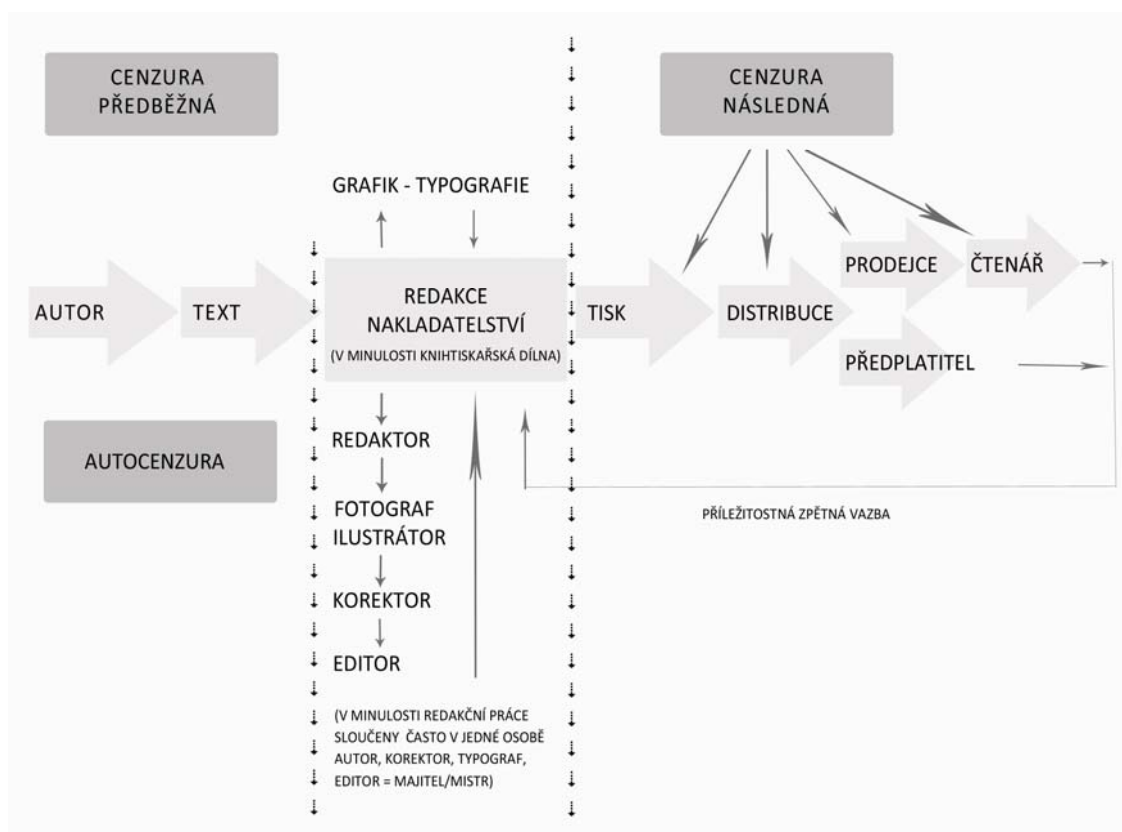 CENZURA
PŘEDBĚŽNÁ
CENZURA
NÁSLEDNÁ
GRAFIK - TYPOGRAFIE
AUTOR
TEXT
REDAKCE
NAKLADATELSTVÍ
(V MINULOSTI KNIHTISKAŘSKÁ DÍLNA)
TISK
DISTRIBUCE
PRODEJCE
ČTENÁŘ
PŘEDPLATITEL
AUTOCENZURA
REDAKTOR
FOTOGRAF
ILUSTRÁTOR
KOREKTOR
EDITOR
(V MINULOSTI REDAKČNÍ PRÁCE
SLOUČENY ČASTO V JEDNÉ OSOBĚ
AUTOR, KOREKTOR, TYPOGRAF,
EDITOR = MAJITEL/MISTR)
PŘÍLEŽITOSTNÁ ZPĚTNÁ VAZBA